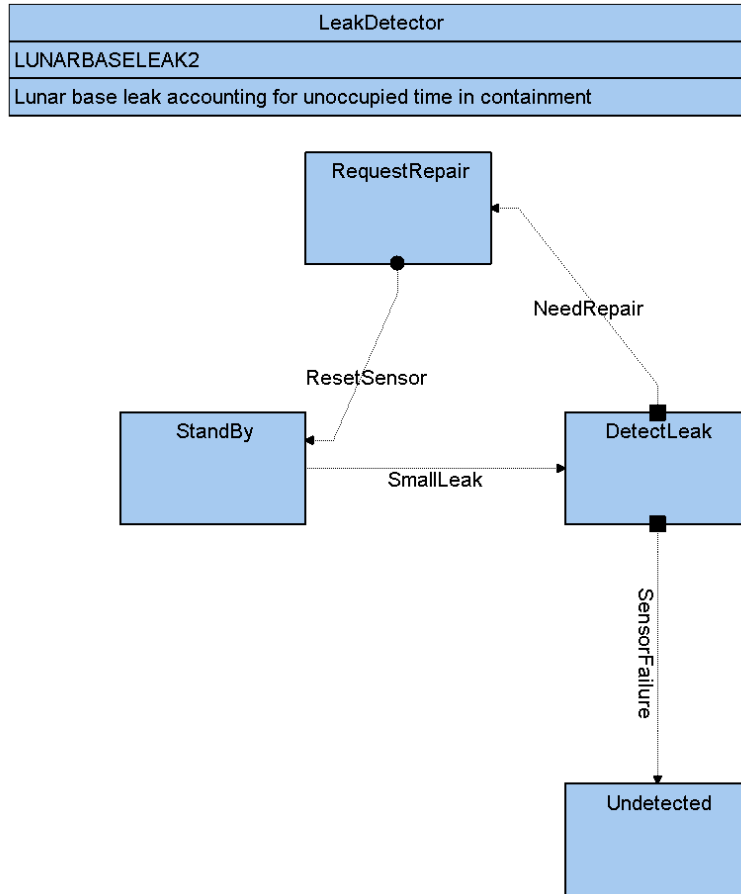 LeakDetector
LUNARBASELEAK2
Lunar base leak accounting for unoccupied time in containment
RequestRepair
NeedRepair
ResetSensor
StandBy
DetectLeak
SmallLeak
SensorFailure
Undetected